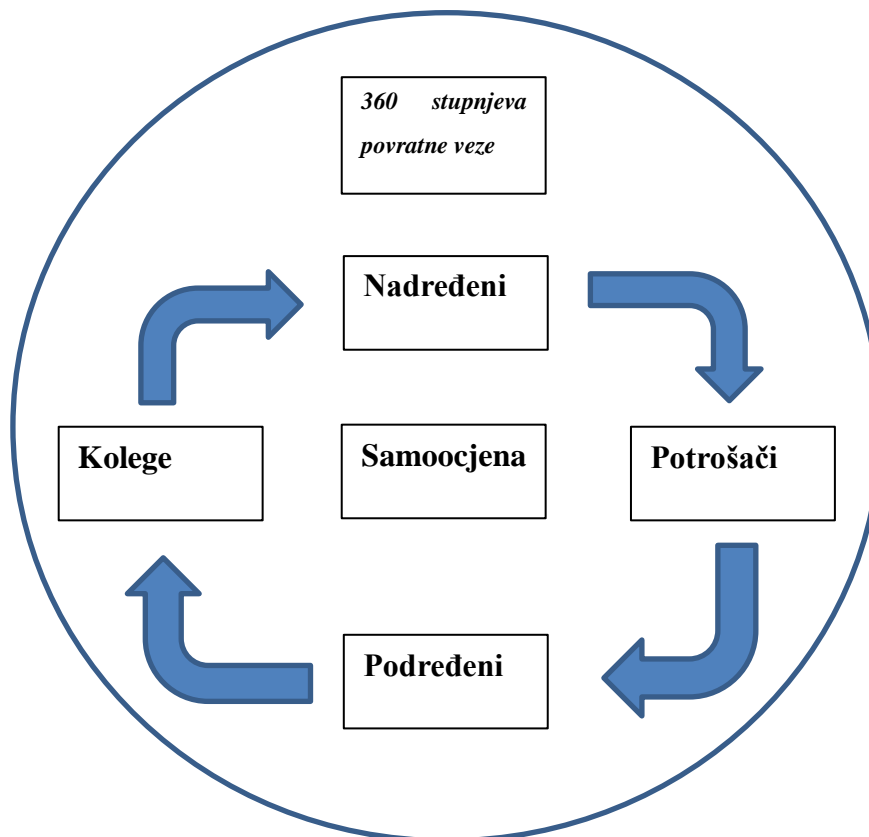 360 stupnjeva
povratne veze
Nadređeni
Kolege
Samoocjena
Potrošači
Podređeni